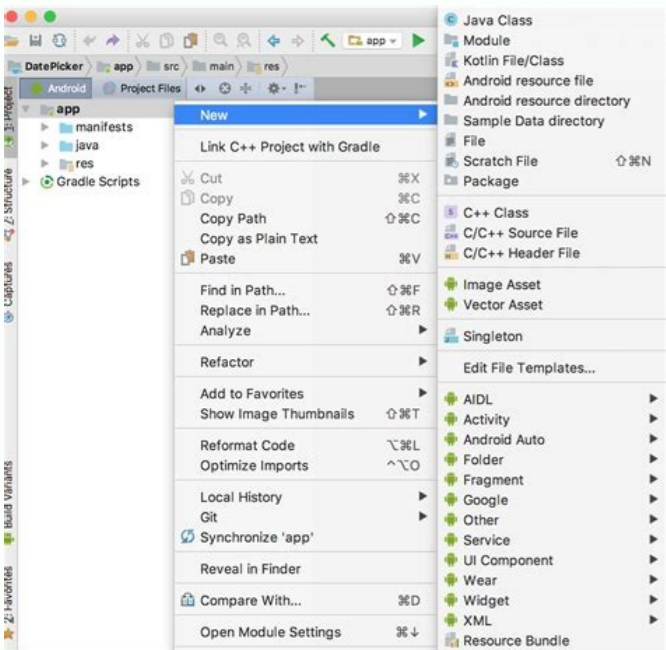 app
DatePicker
app
src
main
res
1: Project
Android
Project Files
app
manifests
java
res
Gradle Scripts
Z: Structure
Captures
Build Variants
2: Favorites
New
Link C++ Project with Gradle
Cut ⌘X
Copy ⌘C
Copy Path ⇧⌘C
Copy as Plain Text
Paste ⌘V
Find in Path... ⇧⌘F
Replace in Path... ⇧⌘R
Analyze
Refactor
Add to Favorites
Show Image Thumbnails ⇧⌘T
Reformat Code ⌥⌘L
Optimize Imports ^⌥O
Local History
Git
Synchronize 'app'
Reveal in Finder
Compare With... ⌘D
Open Module Settings ⌘↓
Java Class
Module
Kotlin File/Class
Android resource file
Android resource directory
Sample Data directory
File
Scratch File ⇧⌘N
Package
C++ Class
C/C++ Source File
C/C++ Header File
Image Asset
Vector Asset
Singleton
Edit File Templates...
AIDL
Activity
Android Auto
Folder
Fragment
Google
Other
Service
UI Component
Wear
Widget
XML
Resource Bundle